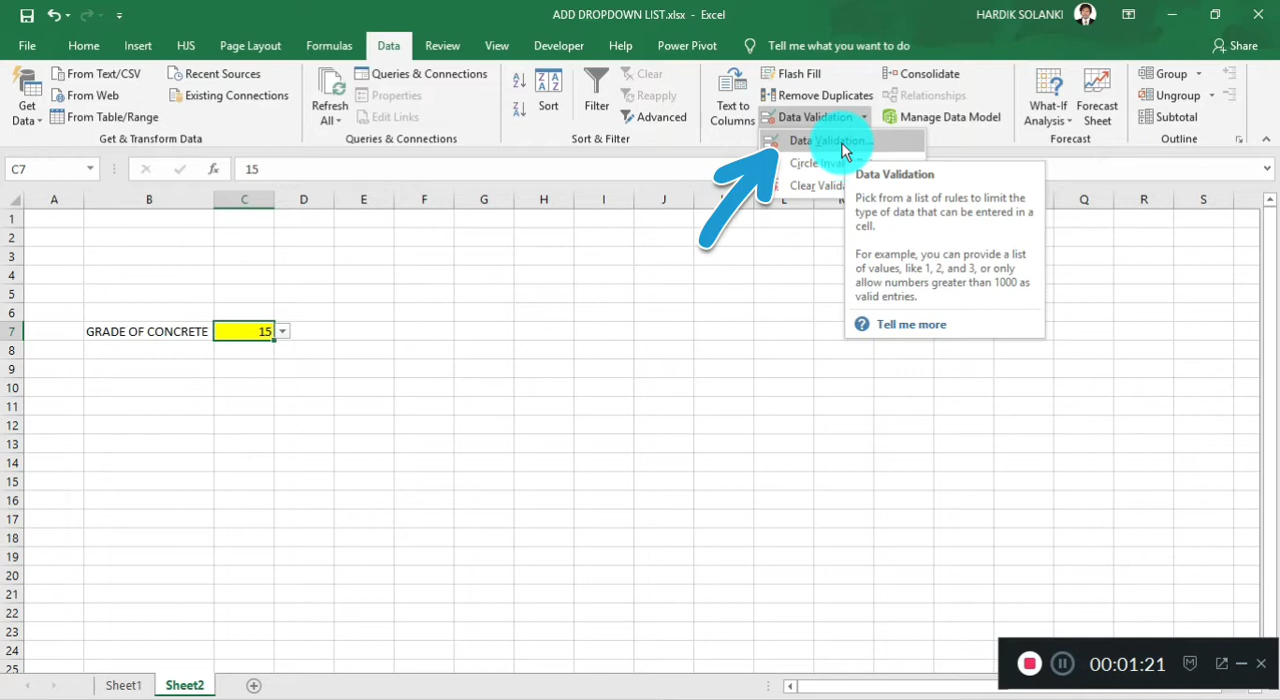 ADD DROPDOWN LIST.xlsx - Excel
HARDIK SOLANKI
File Home Insert HJS Page Layout Formulas Data Review View Developer Help Power Pivot Tell me what you want to do Share
Get Data
From Text/CSV
From Web
From Table/Range
Recent Sources
Existing Connections
Get & Transform Data
Refresh All
Queries & Connections
Properties
Edit Links
Queries & Connections
Sort
Filter
Clear
Reapply
Advanced
Sort & Filter
Text to Columns
Flash Fill
Remove Duplicates
Data Validation
Consolidate
Relationships
Manage Data Model
What-If Analysis
Forecast Sheet
Forecast
Group
Ungroup
Subtotal
Outline
Data Validation...
Circle
Clear
Data Validation
Pick from a list of rules to limit the
type of data that can be entered in a
cell.
For example, you can provide a list
of values, like 1, 2, and 3, or only
allow numbers greater than 1000 as
valid entries.
Tell me more
C7 fx 15
A B C D E F G H I J K L Q R S
1
2
3
4
5
6
7 GRADE OF CONCRETE 15
8
9
10
11
12
13
14
15
16
17
18
19
20
21
22
23
24
25
00:01:21
Sheet1 Sheet2